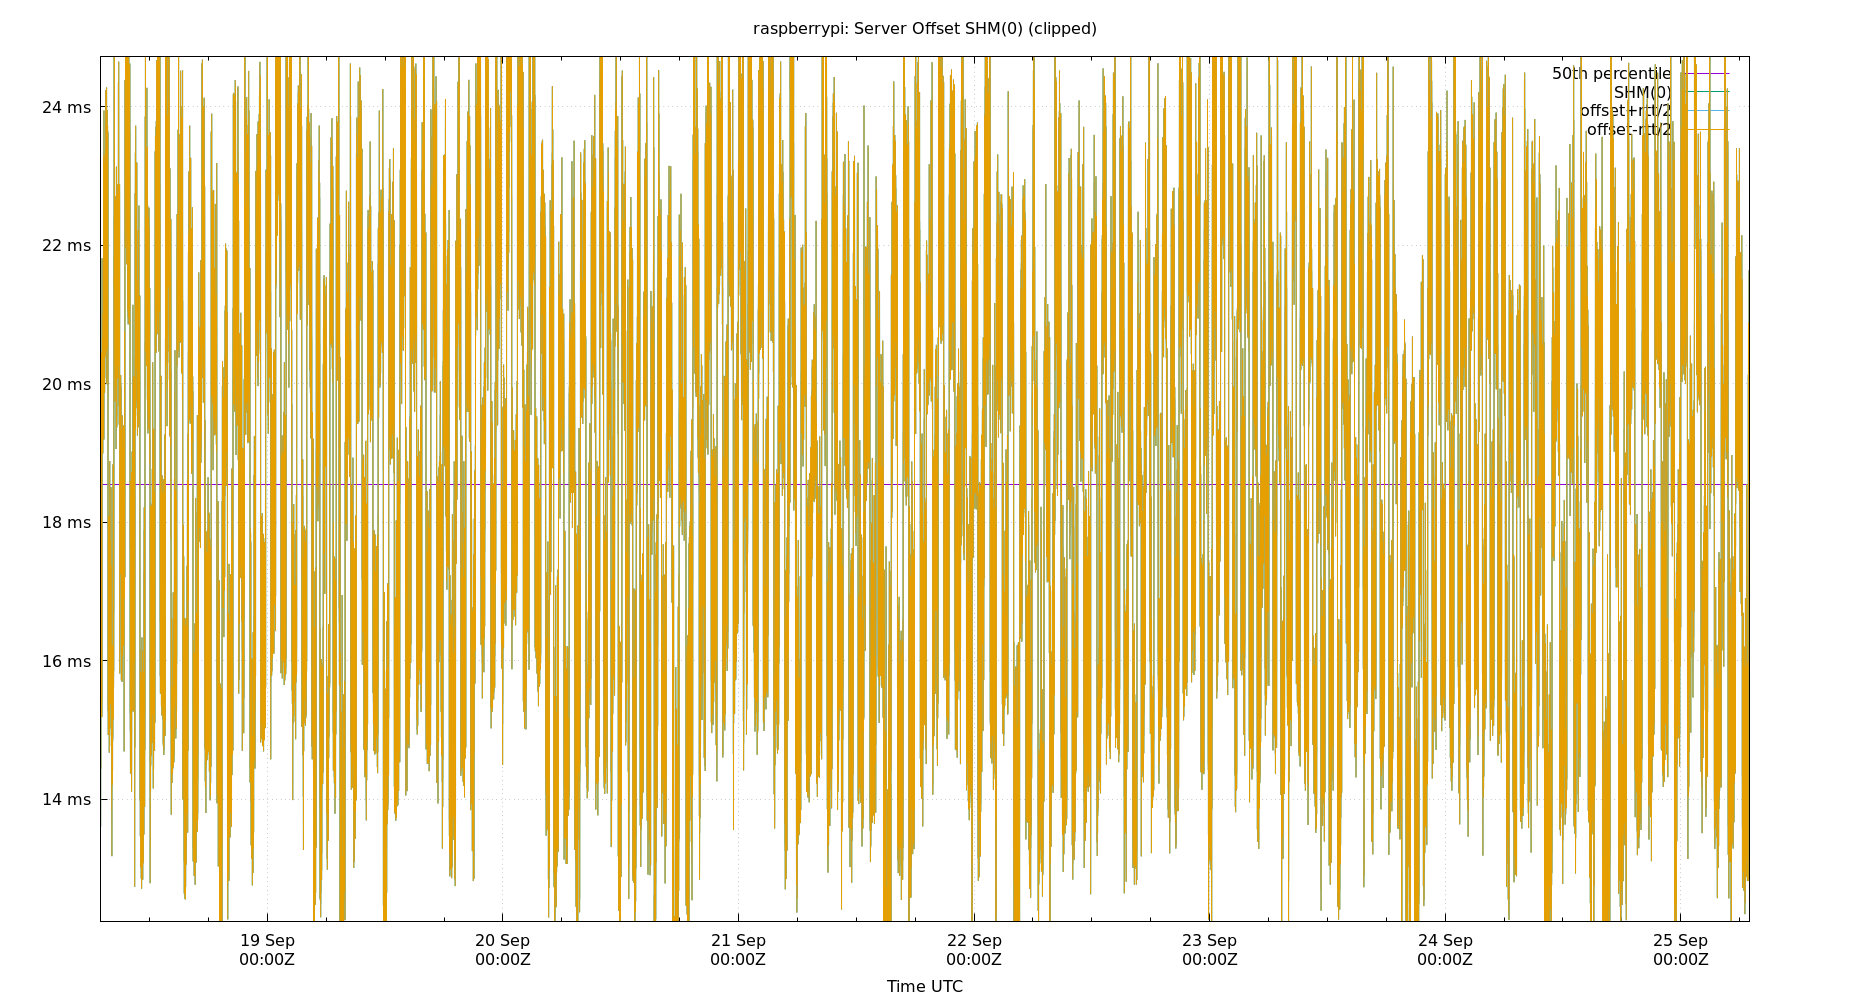 raspberrypi: Server Offset SHM(0) (clipped)
50th percentile
SHM(0)
offset+rtt/2
offset-rtt/2
24 ms
22 ms
20 ms
18 ms
16 ms
14 ms
19 Sep 20 Sep 21 Sep 22 Sep 23 Sep 24 Sep 25 Sep
00:00Z 00:00Z 00:00Z 00:00Z 00:00Z 00:00Z 00:00Z
Time UTC